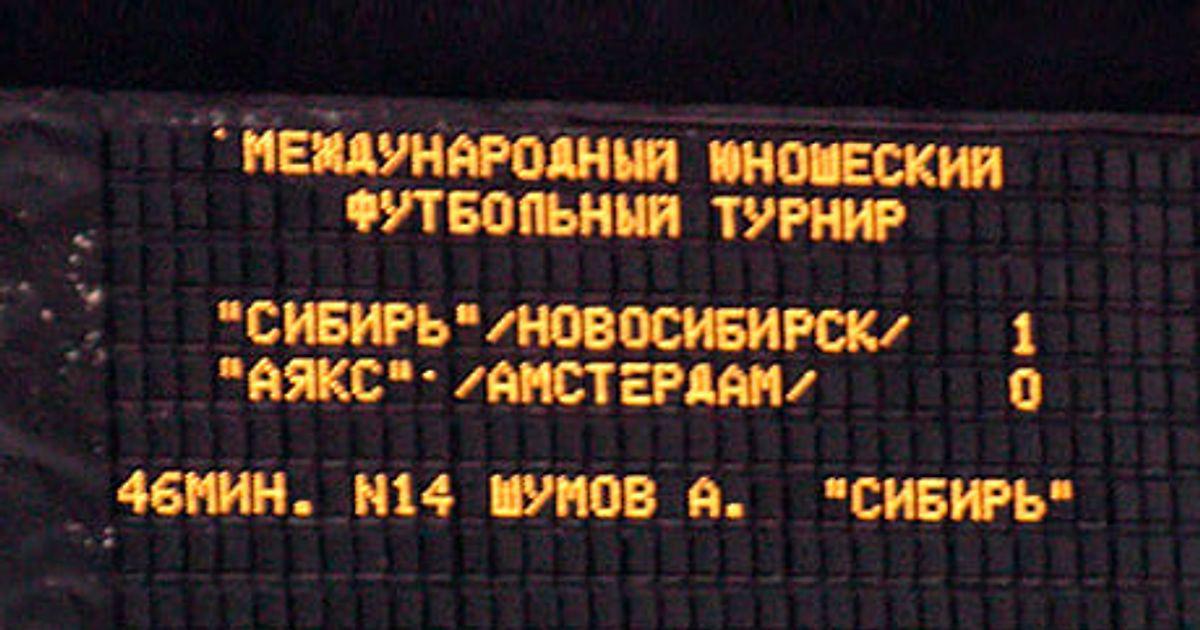 МЕЖДУНАРОДНЫЙ ЮНОШЕСКИЙ
ФУТБОЛЬНЫЙ ТУРНИР
"СИБИРЬ"/НОВОСИБИРСК/ 1
"АЯКС" /АМСТЕРДАМ/ 0
46МИН. N14 ШУМОВ А. "СИБИРЬ"